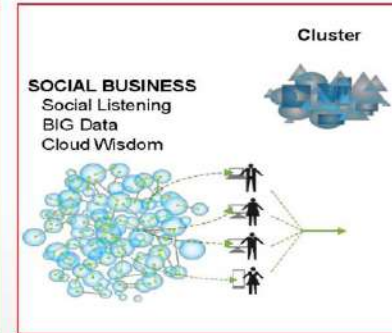 Cluster
SOCIAL BUSINESS
Social Listening
BIG Data
Cloud Wisdom